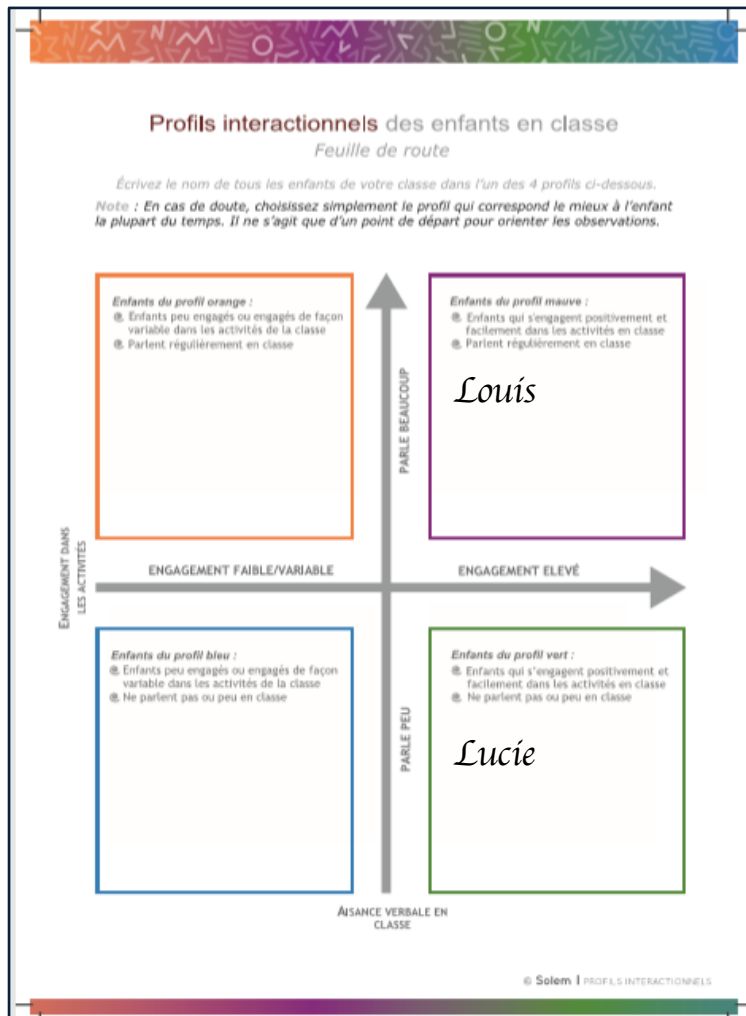 Profils interactionnels des enfants en classe
Feuille de route
Écrivez le nom de tous les enfants de votre classe dans l'un des 4 profils ci-dessous.
Note : En cas de doute, choisissez simplement le profil qui correspond le mieux à l'enfant
la plupart du temps. Il ne s'agit que d'un point de départ pour orienter les observations.
Enfants du profil orange :
Enfants peu engagés ou engagés de façon
variable dans les activités de la classe
Parlent régulièrement en classe
PARLE BEAUCOUP
Enfants du profil mauve :
Enfants qui s'engagent positivement et
facilement dans les activités en classe
Parlent régulièrement en classe
Louis
ENGAGEMENT DANS
LES ACTIVITÉS
ENGAGEMENT FAIBLE/VARIABLE
ENGAGEMENT ELEVÉ
Enfants du profil bleu :
Enfants peu engagés ou engagés de façon
variable dans les activités de la classe
Ne parlent pas ou peu en classe
PARLE PEU
Enfants du profil vert :
Enfants qui s'engagent positivement et
facilement dans les activités en classe
Ne parlent pas ou peu en classe
Lucie
AISANCE VERBALE EN
CLASSE
© Solem | PROFILS INTERACTIONNELS